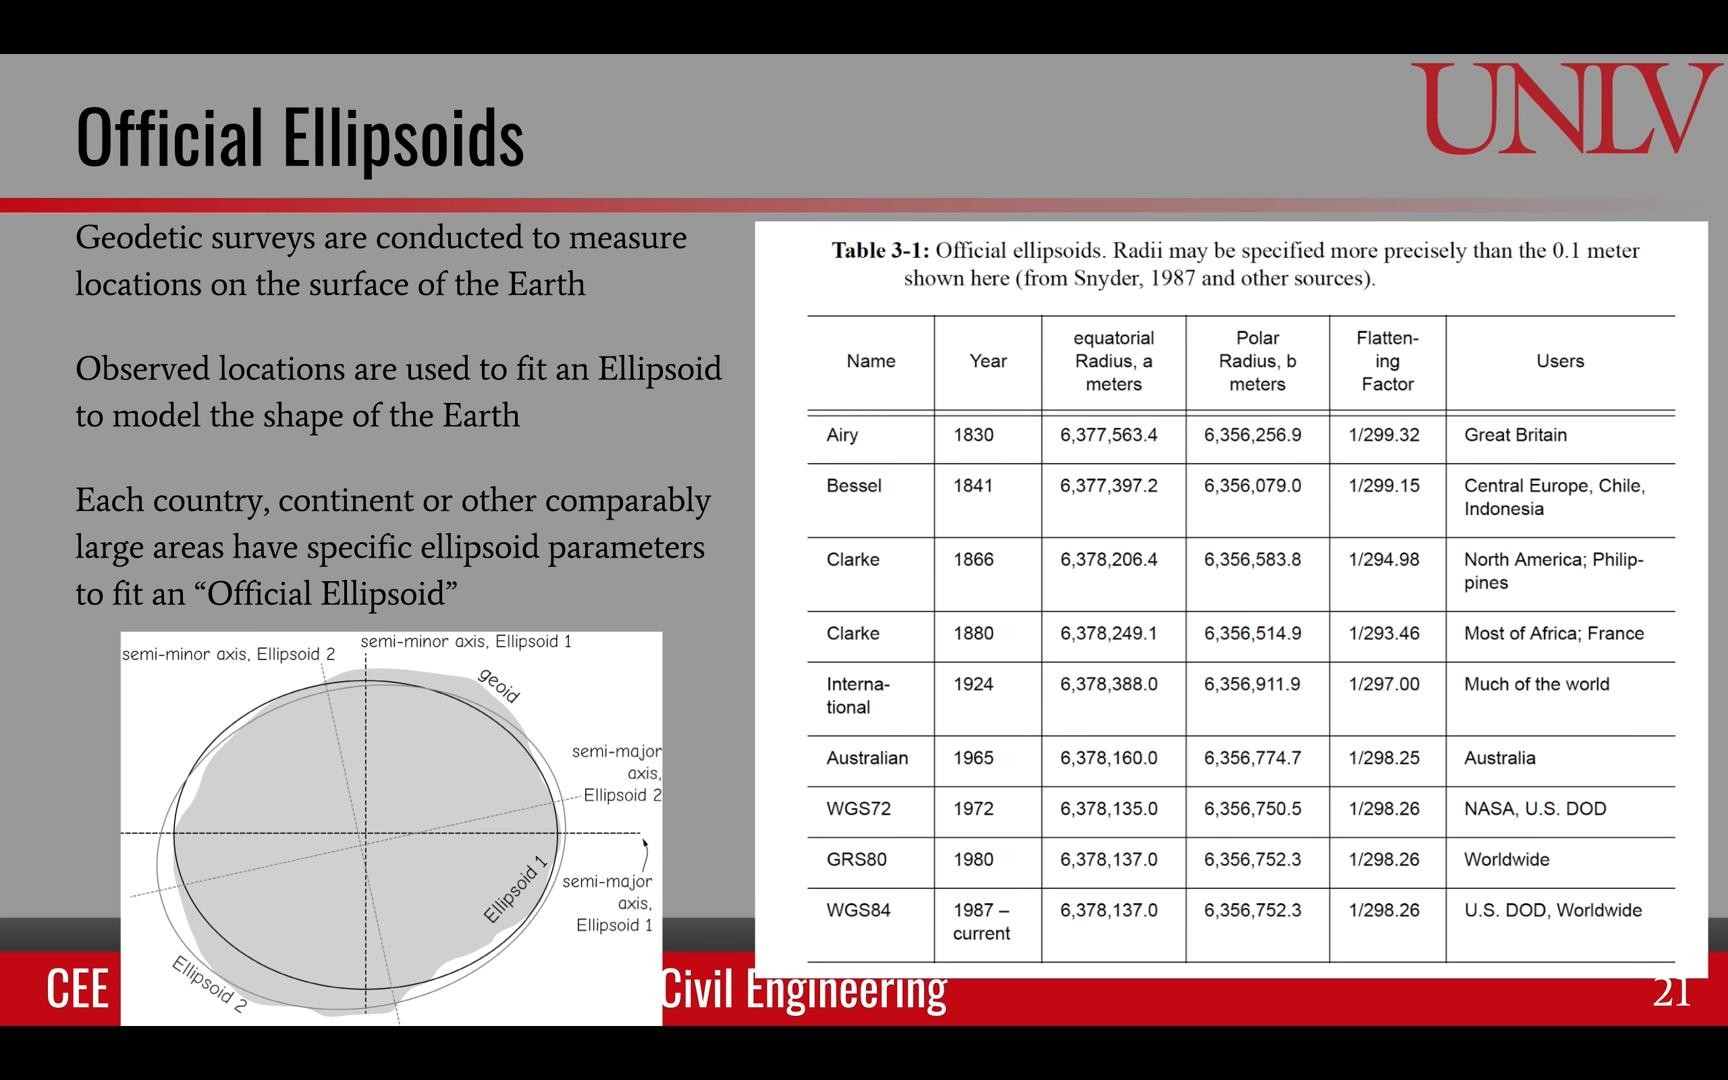 UNLV
Official Ellipsoids
Geodetic surveys are conducted to measure
locations on the surface of the Earth
Observed locations are used to fit an Ellipsoid
to model the shape of the Earth
Each country, continent or other comparably
large areas have specific ellipsoid parameters
to fit an “Official Ellipsoid”
semi-minor axis, Ellipsoid 1
semi-minor axis, Ellipsoid 2
geoid
semi-major
axis,
Ellipsoid 2
Ellipsoid 1
semi-major
axis,
Ellipsoid 1
Ellipsoid 2
Table 3-1: Official ellipsoids. Radii may be specified more precisely than the 0.1 meter
shown here (from Snyder, 1987 and other sources).
Name Year equatorial Radius, a meters Polar Radius, b meters Flatten-ing Factor Users
Airy 1830 6,377,563.4 6,356,256.9 1/299.32 Great Britain
Bessel 1841 6,377,397.2 6,356,079.0 1/299.15 Central Europe, Chile,
Indonesia
Clarke 1866 6,378,206.4 6,356,583.8 1/294.98 North America; Philip-
pines
Clarke 1880 6,378,249.1 6,356,514.9 1/293.46 Most of Africa; France
Interna- 1924 6,378,388.0 6,356,911.9 1/297.00 Much of the world
tional
Australian 1965 6,378,160.0 6,356,774.7 1/298.25 Australia
WGS72 1972 6,378,135.0 6,356,750.5 1/298.26 NASA, U.S. DOD
GRS80 1980 6,378,137.0 6,356,752.3 1/298.26 Worldwide
WGS84 1987 – 6,378,137.0 6,356,752.3 1/298.26 U.S. DOD, Worldwide
current
CEE Civil Engineering 21